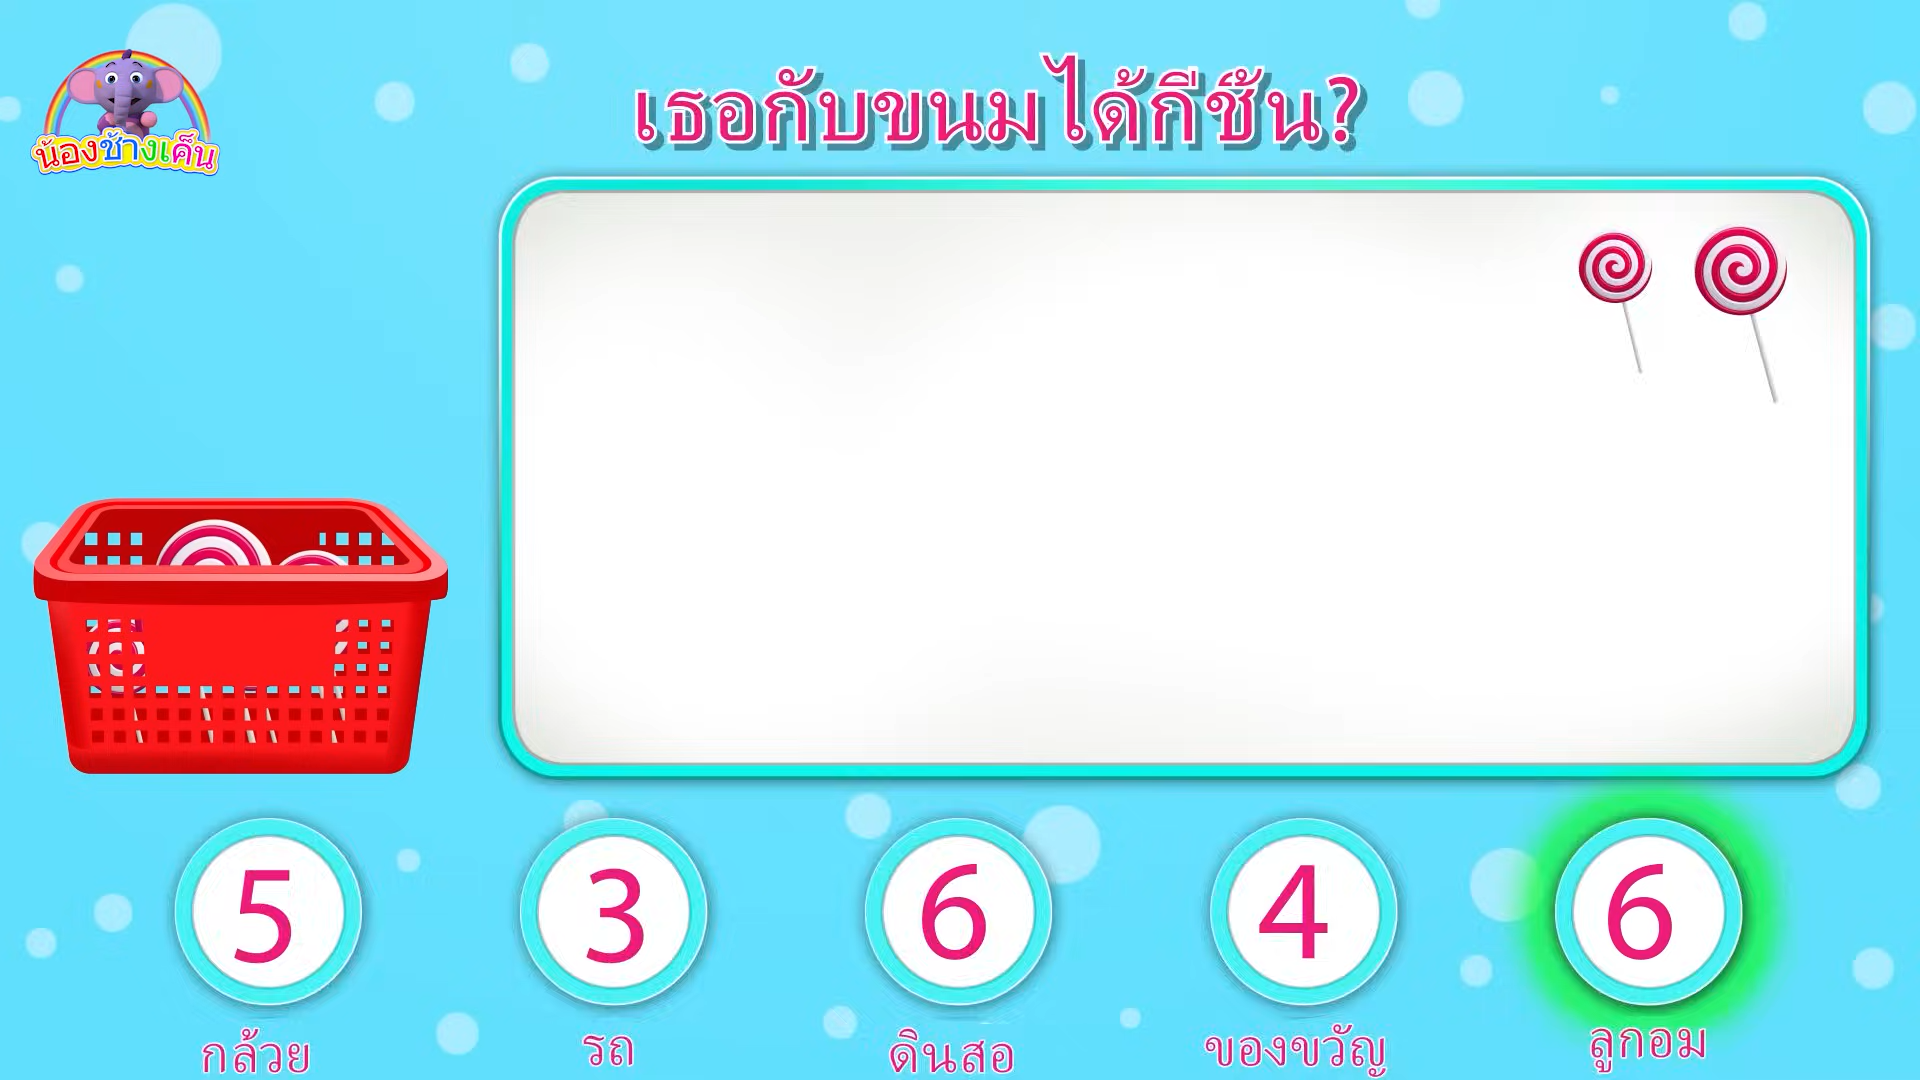 น้องช้างเค็น
เธอกับขนมได้กี่ชิ้น?
5
3
6
4
6
กล้วย
รถ
ดินสอ
ของขวัญ
ลูกอม